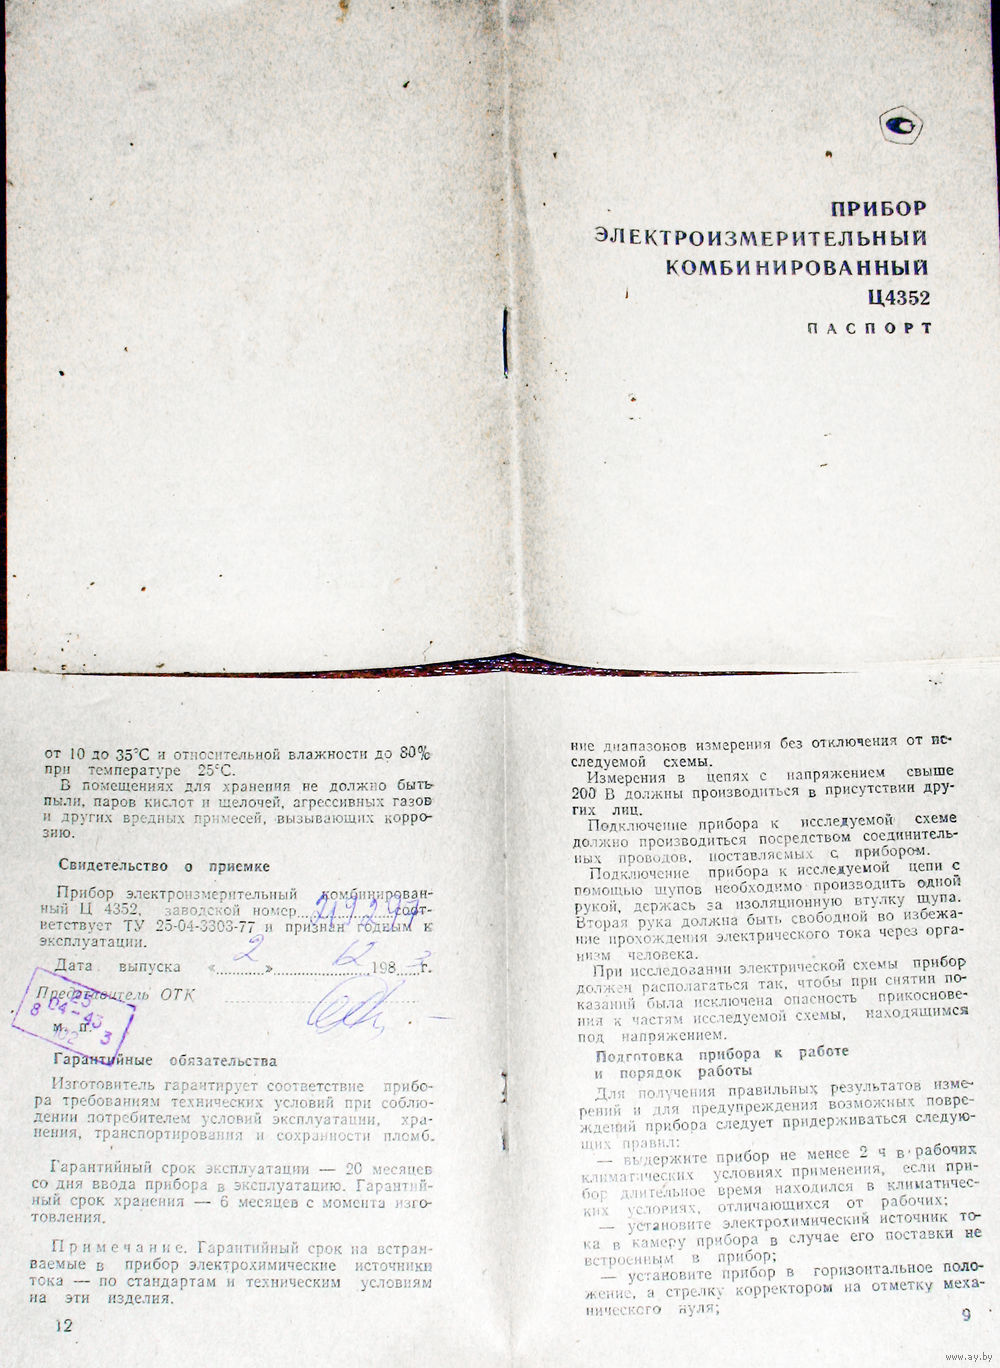 ПРИБОР
ЭЛЕКТРОИЗМЕРИТЕЛЬНЫЙ
КОМБИНИРОВАННЫЙ
Ц4352
ПАСПОРТ
от 10 до 35°С и относительной влажности до 80%
при температуре 25°С.
В помещениях для хранения не должно быть
пыли, паров кислот и щелочей, агрессивных газов
и других вредных примесей, вызывающих корро-
зию.
Свидетельство о приемке
Прибор электроизмерительный комбинирован-
ный Ц 4352, заводской номер соот-
ветствует ТУ 25-04-3303-77 и признан годным к
эксплуатации.
Дата выпуска « 2 » 12 1983 г.
Представитель ОТК
м. п.
Гарантийные обязательства
Изготовитель гарантирует соответствие прибо-
ра требованиям технических условий при соблю-
дении потребителем условий эксплуатации, хра-
нения, транспортирования и сохранности пломб.
Гарантийный срок эксплуатации — 20 месяцев
со дня ввода прибора в эксплуатацию. Гарантий-
ный срок хранения — 6 месяцев с момента изго-
товления.
Примечание. Гарантийный срок на встраи-
ваемые в прибор электрохимические источники
тока — по стандартам и техническим условиям
на эти изделия.
12
ние диапазонов измерения без отключения от ис-
следуемой схемы.
Измерения в цепях с напряжением свыше
200 В должны производиться в присутствии дру-
гих лиц.
Подключение прибора к исследуемой схеме
должно производиться посредством соединитель-
ных проводов, поставляемых с прибором.
Подключение прибора к исследуемой цепи с
помощью щупов необходимо производить одной
рукой, держась за изоляционную втулку щупа.
Вторая рука должна быть свободной во избежа-
ние прохождения электрического тока через орга-
низм человека.
При исследовании электрической схемы прибор
должен располагаться так, чтобы при снятии по-
казаний была исключена опасность прикоснове-
ния к частям исследуемой схемы, находящимся
под напряжением.
Подготовка прибора к работе
и порядок работы
Для получения правильных результатов изме-
рений и для предупреждения возможных повре-
ждений прибора следует придерживаться следую-
щих правил:
— выдержите прибор не менее 2 ч в рабочих
климатических условиях применения, если при-
бор длительное время находился в климатичес-
ких условиях, отличающихся от рабочих;
— установите электрохимический источник то-
ка в камеру прибора в случае его поставки не
встроенным в прибор;
— установите прибор в горизонтальное поло-
жение, а стрелку корректором на отметку меха-
нического нуля;
9
www.ay.by